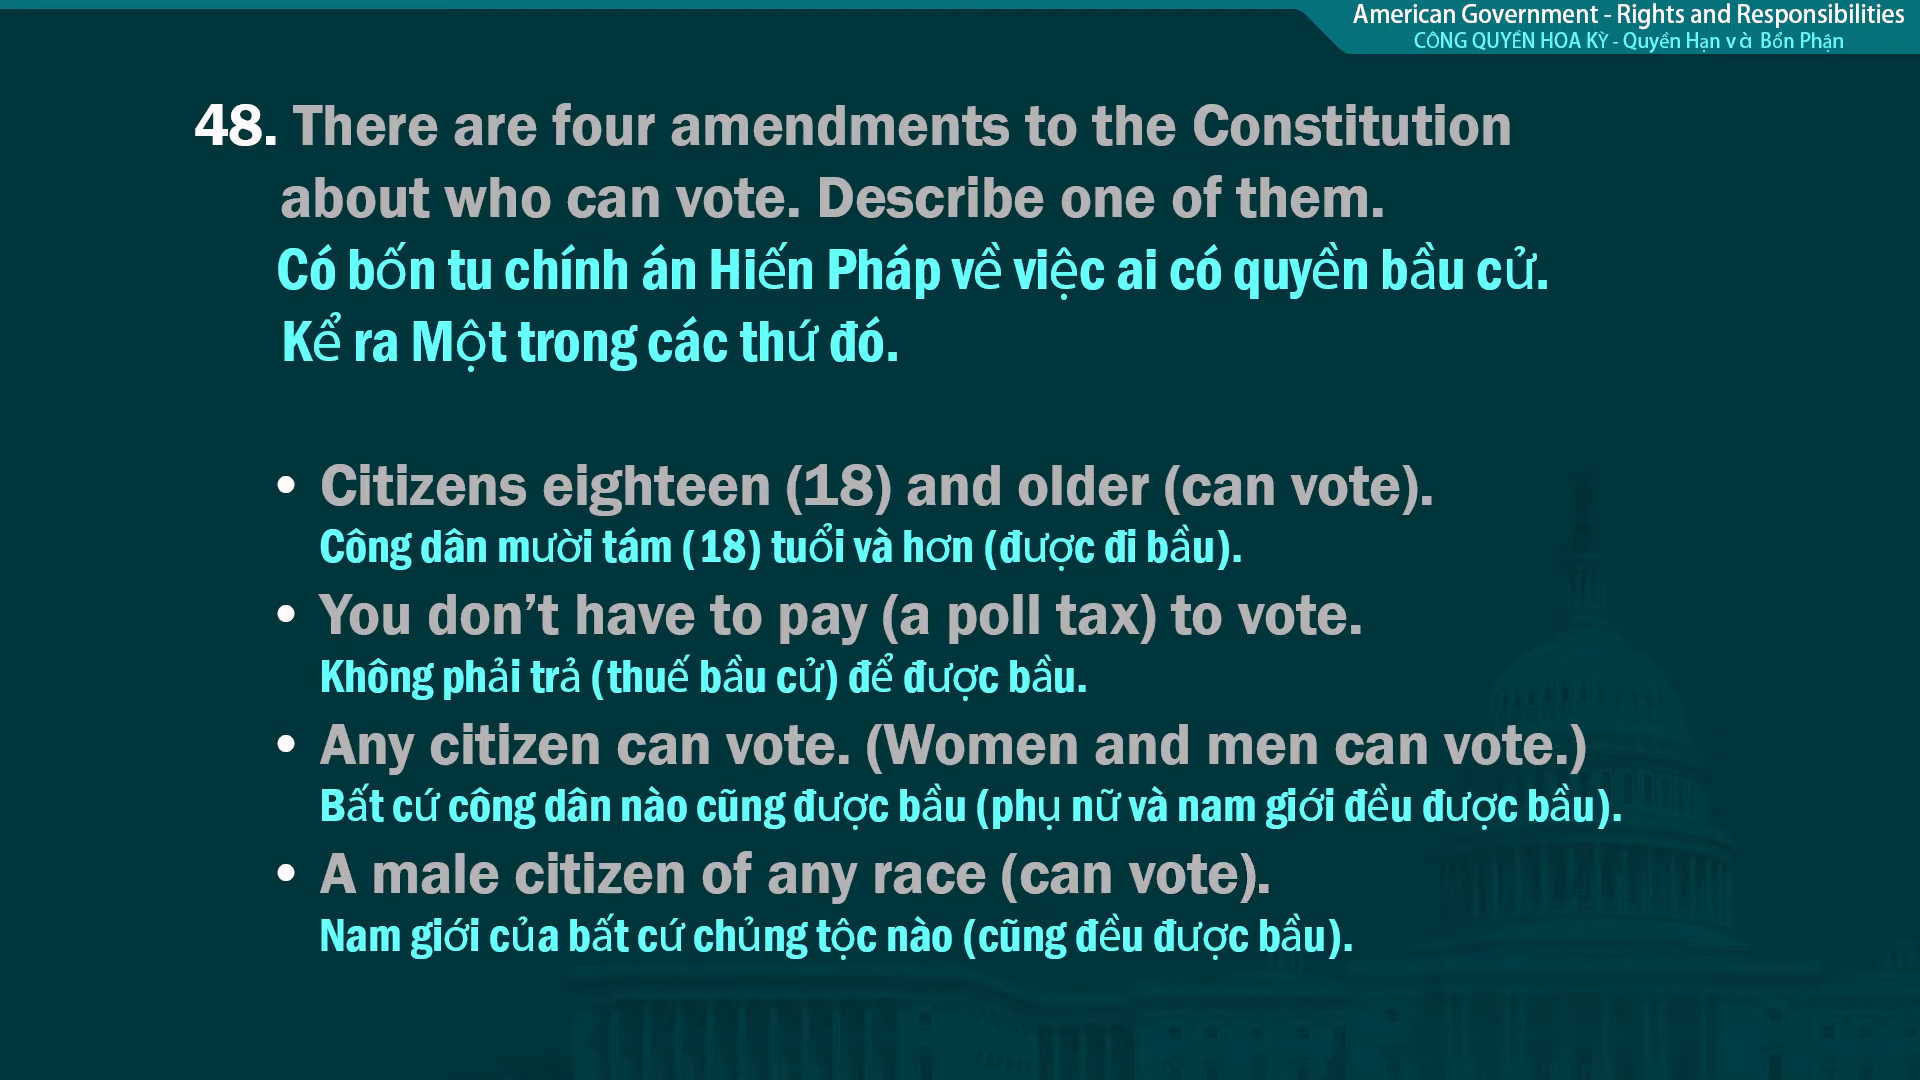 American Government - Rights and Responsibilities
CÔNG QUYỀN HOA KỲ - Quyền Hạn và Bổn Phận
48. There are four amendments to the Constitution
about who can vote. Describe one of them.
Có bốn tu chính án Hiến Pháp về việc ai có quyền bầu cử.
Kể ra Một trong các thứ đó.
• Citizens eighteen (18) and older (can vote).
Công dân mười tám (18) tuổi và hơn (được đi bầu).
• You don’t have to pay (a poll tax) to vote.
Không phải trả (thuế bầu cử) để được bầu.
• Any citizen can vote. (Women and men can vote.)
Bất cứ công dân nào cũng được bầu (phụ nữ và nam giới đều được bầu).
• A male citizen of any race (can vote).
Nam giới của bất cứ chủng tộc nào (cũng đều được bầu).